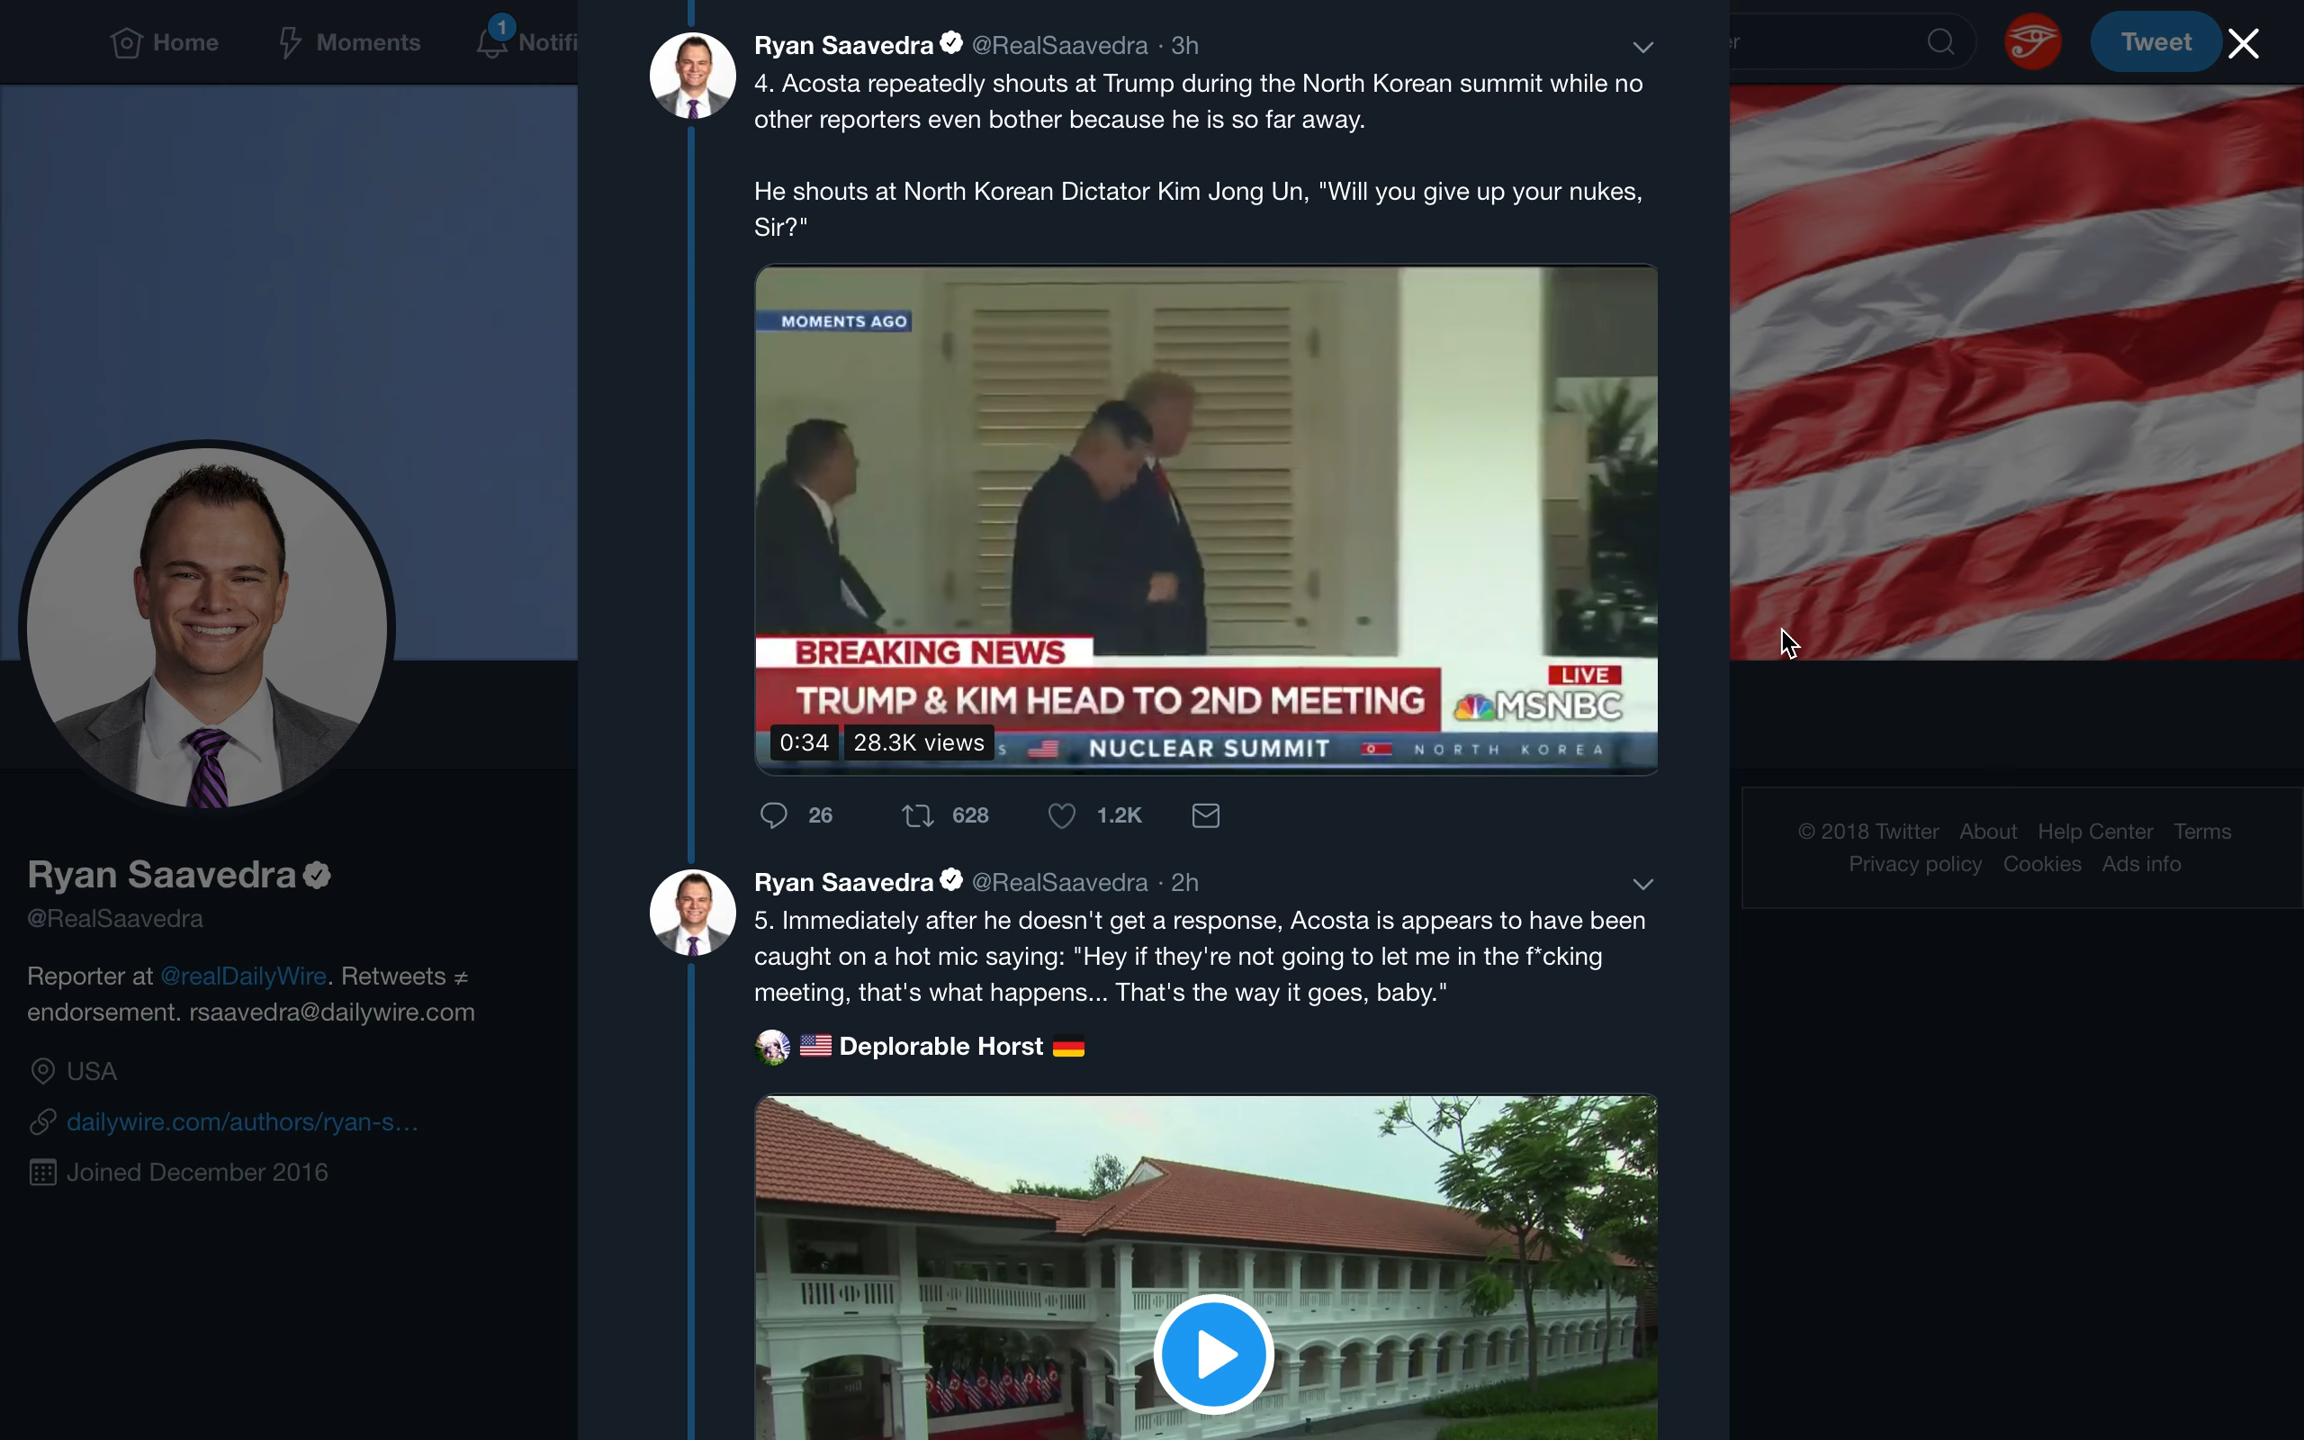 Home
Moments
1
Notifi
er
Tweet
Ryan Saavedra @RealSaavedra · 3h
4. Acosta repeatedly shouts at Trump during the North Korean summit while no
other reporters even bother because he is so far away.
He shouts at North Korean Dictator Kim Jong Un, "Will you give up your nukes,
Sir?"
MOMENTS AGO
BREAKING NEWS
TRUMP & KIM HEAD TO 2ND MEETING
LIVE
MSNBC
0:34 28.3K views
S NUCLEAR SUMMIT NORTH KOREA
26 628 1.2K
Ryan Saavedra @RealSaavedra · 2h
5. Immediately after he doesn't get a response, Acosta is appears to have been
caught on a hot mic saying: "Hey if they're not going to let me in the f*cking
meeting, that's what happens... That's the way it goes, baby."
Deplorable Horst
Ryan Saavedra
@RealSaavedra
Reporter at @realDailyWire. Retweets ≠
endorsement. rsaavedra@dailywire.com
USA
dailywire.com/authors/ryan-s…
Joined December 2016
© 2018 Twitter About Help Center Terms
Privacy policy Cookies Ads info